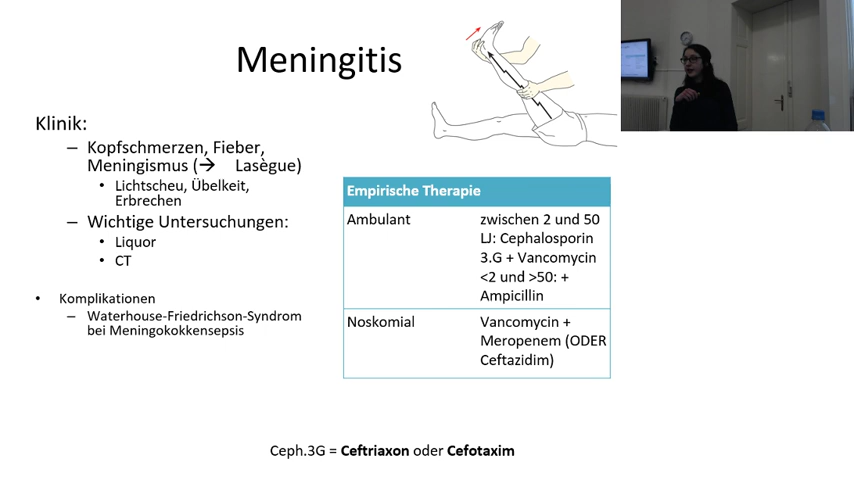 Meningitis
Klinik:
– Kopfschmerzen, Fieber,
Meningismus (→ Lasègue)
• Lichtscheu, Übelkeit,
Erbrechen
– Wichtige Untersuchungen:
• Liquor
• CT
• Komplikationen
– Waterhouse-Friedrichson-Syndrom
bei Meningokokkensepsis
Empirische Therapie
Ambulant
zwischen 2 und 50
LJ: Cephalosporin
3.G + Vancomycin
<2 und >50: +
Ampicillin
Noskomial
Vancomycin +
Meropenem (ODER
Ceftazidim)
Ceph.3G = Ceftriaxon oder Cefotaxim